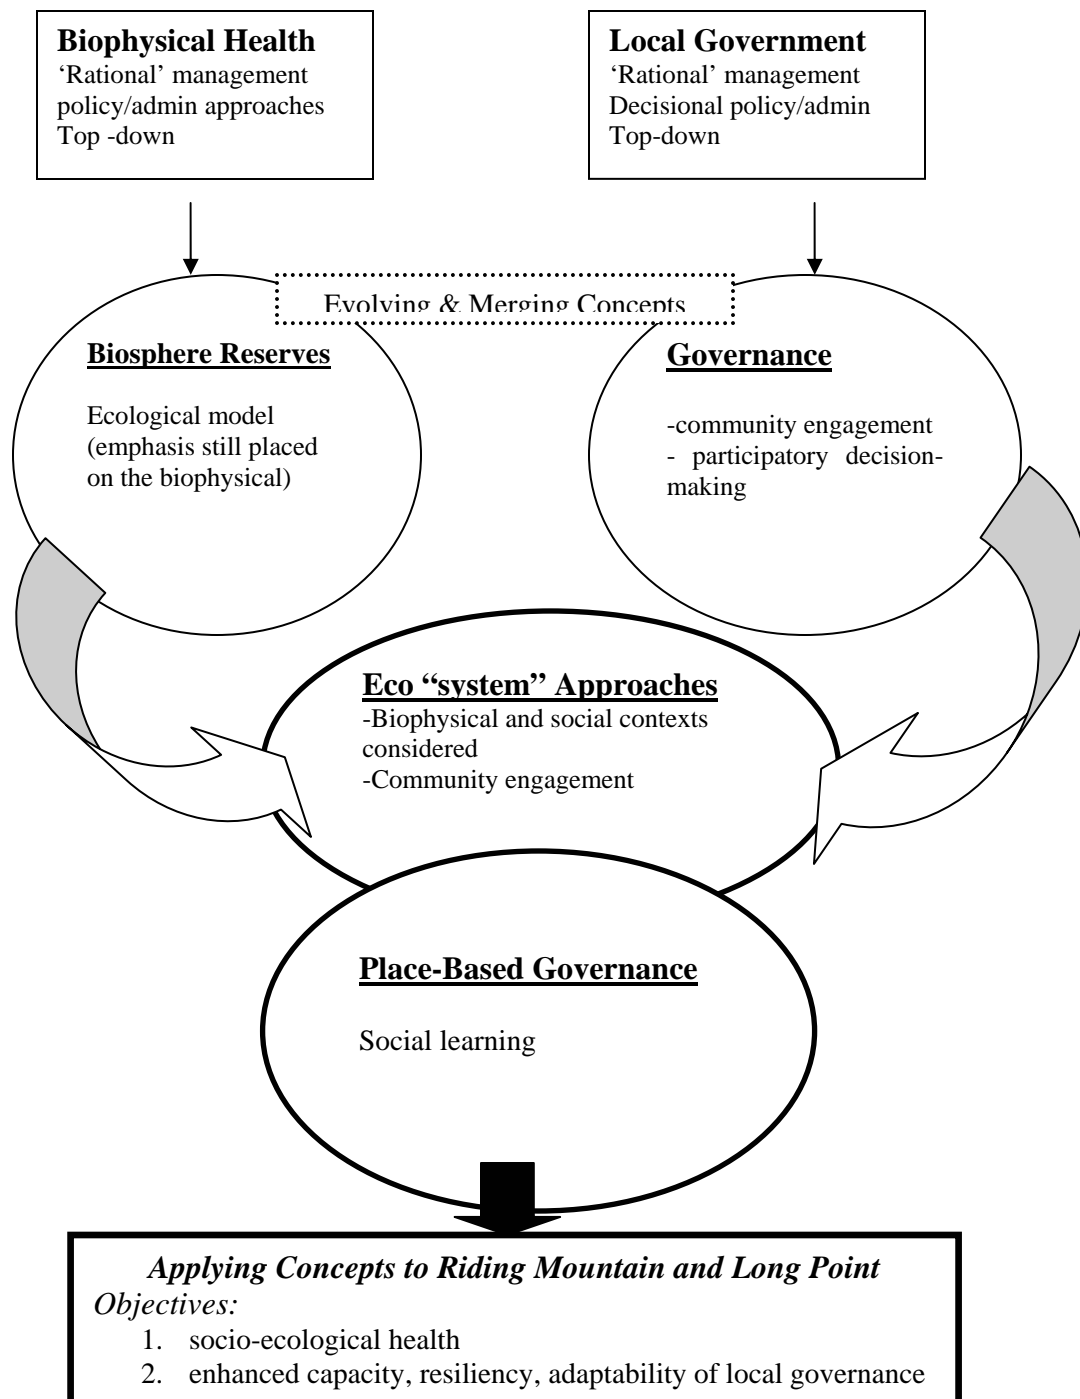 Biophysical Health
‘Rational’ management
policy/admin approaches
Top -down
Local Government
‘Rational’ management
Decisional policy/admin
Top-down
Evolving & Merging Concepts
Biosphere Reserves
Ecological model
(emphasis still placed
on the biophysical)
Governance
-community engagement
- participatory decision-
making
Eco “system” Approaches
-Biophysical and social contexts
considered
-Community engagement
Place-Based Governance
Social learning
Applying Concepts to Riding Mountain and Long Point
Objectives:
1. socio-ecological health
2. enhanced capacity, resiliency, adaptability of local governance